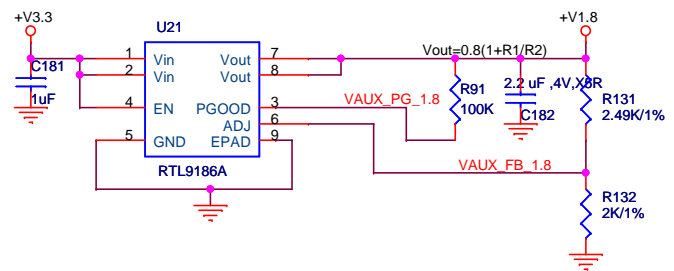 +V3.3
U21
+V1.8
C181
1uF
1
Vin
Vout
7
Vout=0.8(1+R1/R2)
2
Vin
Vout
8
2.2 uF ,4V,X5R
R91
100K
C182
R131
2.49K/1%
4
EN
PGOOD
3
VAUX_PG_1.8
ADJ
6
5
GND
EPAD
9
VAUX_FB_1.8
RTL9186A
R132
2K/1%